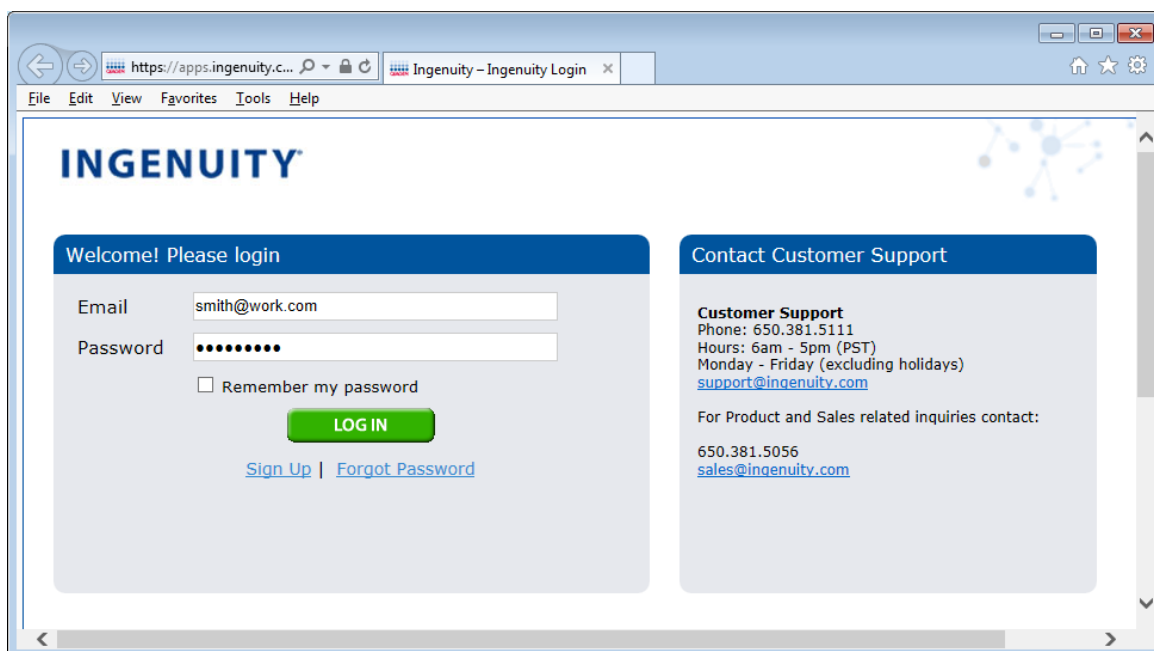 https://apps.ingenuity.c...
Ingenuity – Ingenuity Login
File Edit View Favorites Tools Help
INGENUITY
Welcome! Please login
Email smith@work.com
Password •••••••••
Remember my password
LOG IN
Sign Up | Forgot Password
Contact Customer Support
Customer Support
Phone: 650.381.5111
Hours: 6am - 5pm (PST)
Monday - Friday (excluding holidays)
support@ingenuity.com
For Product and Sales related inquiries contact:
650.381.5056
sales@ingenuity.com